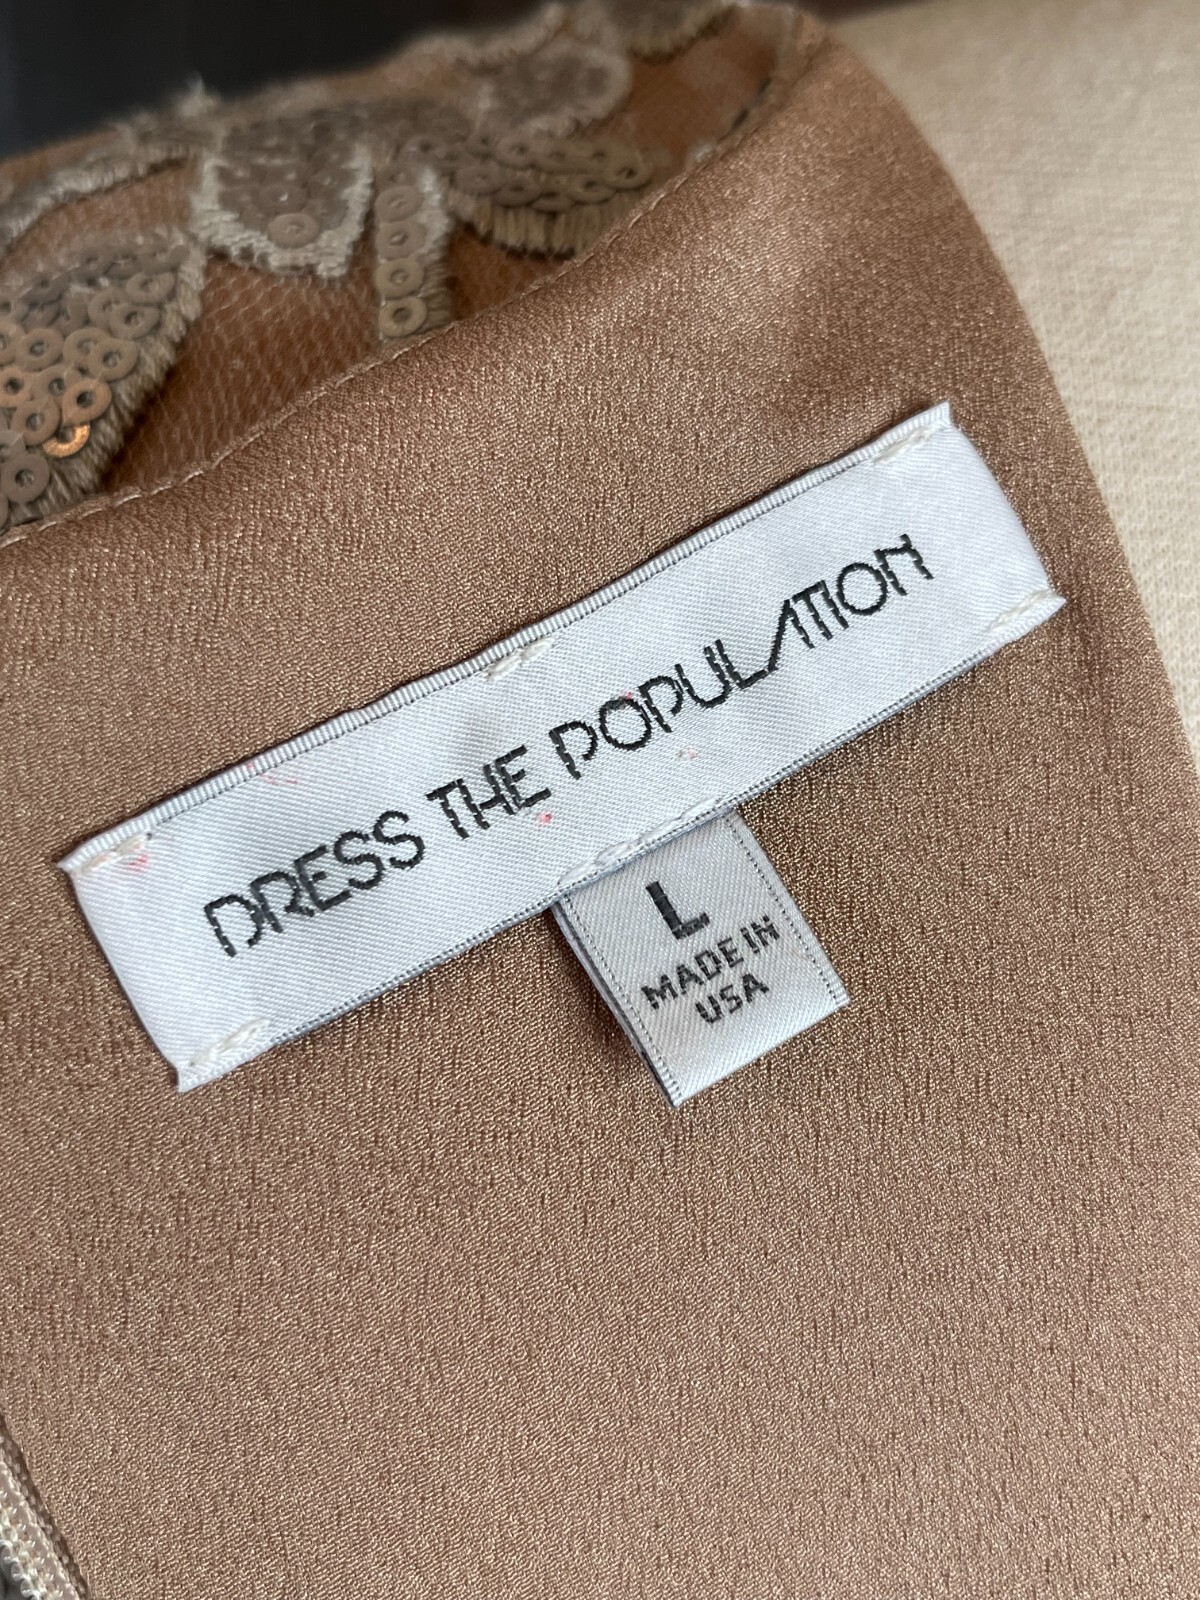 DRESS THE POPULATION
L
MADE IN
USA